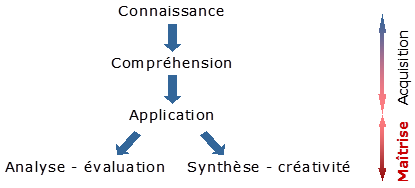 Connaissance
Compréhension
Application
Analyse - évaluation
Synthèse - créativité
Acquisition
Maîtrise